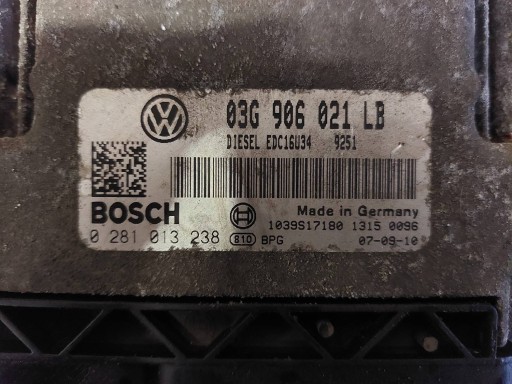 03G 906 021 LB
DIESEL EDC16U34 9251
BOSCH
Made in Germany
1039S17180 1315 0096
0 281 013 238 810 BPG 07-09-10